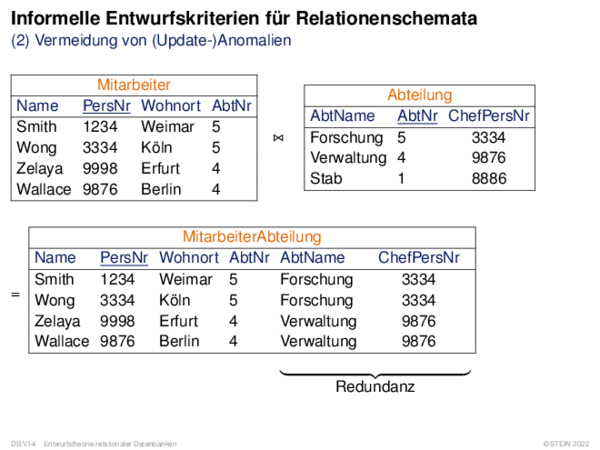 Informelle Entwurfskriterien für Relationenschemata
(2) Vermeidung von (Update-)Anomalien
Mitarbeiter
Name PersNr Wohnort AbtNr
Smith 1234 Weimar 5
Wong 3334 Köln 5
Zelaya 9998 Erfurt 4
Wallace 9876 Berlin 4
⋈
Abteilung
AbtName AbtNr ChefPersNr
Forschung 5 3334
Verwaltung 4 9876
Stab 1 8886
=
MitarbeiterAbteilung
Name PersNr Wohnort AbtNr AbtName ChefPersNr
Smith 1234 Weimar 5 Forschung 3334
Wong 3334 Köln 5 Forschung 3334
Zelaya 9998 Erfurt 4 Verwaltung 9876
Wallace 9876 Berlin 4 Verwaltung 9876
Redundanz
DB:VI-4 Entwurfstheorie relationaler Datenbanken ©STEIN 2022